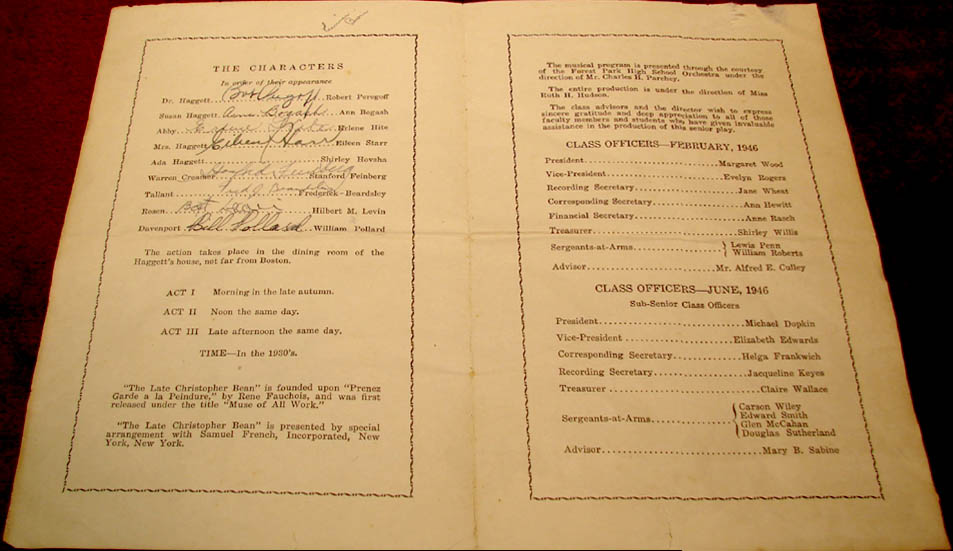 THE CHARACTERS
In order of their appearance
Dr. Haggett Robert Peregoff
Susan Haggett Anna Bogash Ann Bogash
Abby Erlene Hite
Mrs. Haggett Eileen Starr Eileen Starr
Ada Haggett Shirley Hovsha
Warren Creamer Stanford Feinberg
Tallant Fred J. Beardsley Frederick Beardsley
Rosen Hilbert M. Levin
Davenport Bill Pollard William Pollard
The action takes place in the dining room of the
Haggett's house, not far from Boston.
ACT I Morning in the late autumn.
ACT II Noon the same day.
ACT III Late afternoon the same day.
TIME—In the 1930's.
"The Late Christopher Bean" is founded upon "Prenez
Garde a la Peindure," by Rene Fauchois, and was first
released under the title "Muse of All Work."
"The Late Christopher Bean" is presented by special
arrangement with Samuel French, Incorporated, New
York, New York.
The musical program is presented through the courtesy
of the Forest Park High School Orchestra under the
direction of Mr. Charles H. Parcher.
The entire production is under the direction of Miss
Ruth H. Hudson.
The class advisors and the director wish to express
sincere gratitude and deep appreciation to all of those
faculty members and students who have given invaluable
assistance in the production of this senior play.
CLASS OFFICERS—FEBRUARY, 1946
President Margaret Wood
Vice-President Evelyn Rogers
Recording Secretary Jane Wheat
Corresponding Secretary Ann Hewitt
Financial Secretary Anne Rasch
Treasurer Shirley Willis
Sergeants-at-Arms { Lewis Penn
William Roberts
Advisor Mr. Alfred E. Culley
CLASS OFFICERS—JUNE, 1946
Sub-Senior Class Officers
President Michael Dopkin
Vice-President Elizabeth Edwards
Corresponding Secretary Helga Frankwich
Recording Secretary Jacqueline Keyes
Treasurer Claire Wallace
Sergeants-at-Arms { Carson Wiley
Edward Smith
Glen McCahan
Douglas Sutherland
Advisor Mary B. Sabine